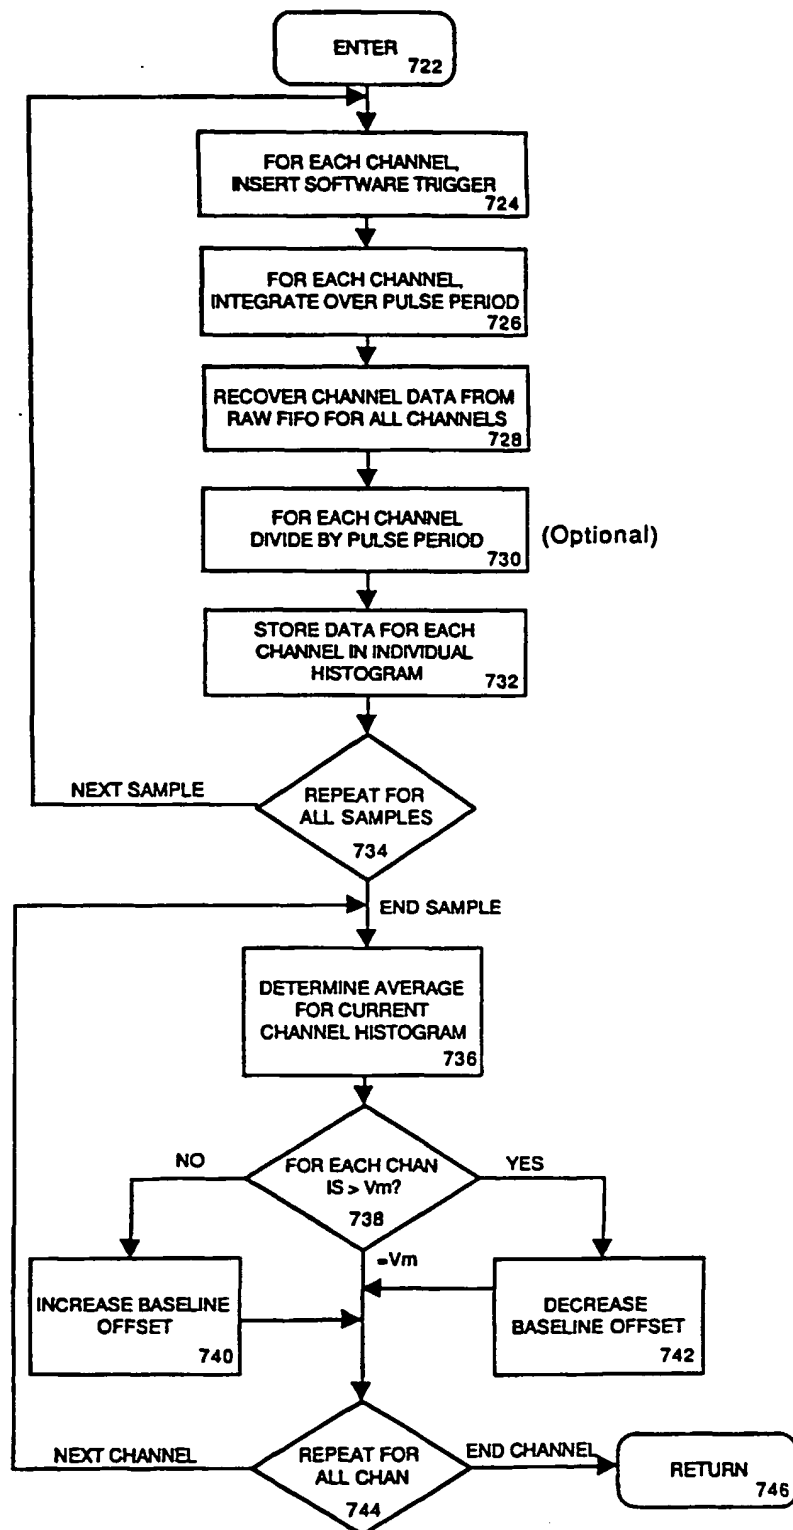 ENTER
722
FOR EACH CHANNEL,
INSERT SOFTWARE TRIGGER
724
FOR EACH CHANNEL,
INTEGRATE OVER PULSE PERIOD
726
RECOVER CHANNEL DATA FROM
RAW FIFO FOR ALL CHANNELS
728
FOR EACH CHANNEL
DIVIDE BY PULSE PERIOD
730
(Optional)
STORE DATA FOR EACH
CHANNEL IN INDIVIDUAL
HISTOGRAM
732
NEXT SAMPLE
REPEAT FOR
ALL SAMPLES
734
END SAMPLE
DETERMINE AVERAGE
FOR CURRENT
CHANNEL HISTOGRAM
736
NO
FOR EACH CHAN
IS > Vm?
738
YES
=Vm
INCREASE BASELINE
OFFSET
740
DECREASE
BASELINE OFFSET
742
NEXT CHANNEL
REPEAT FOR
ALL CHAN
744
END CHANNEL
RETURN
746